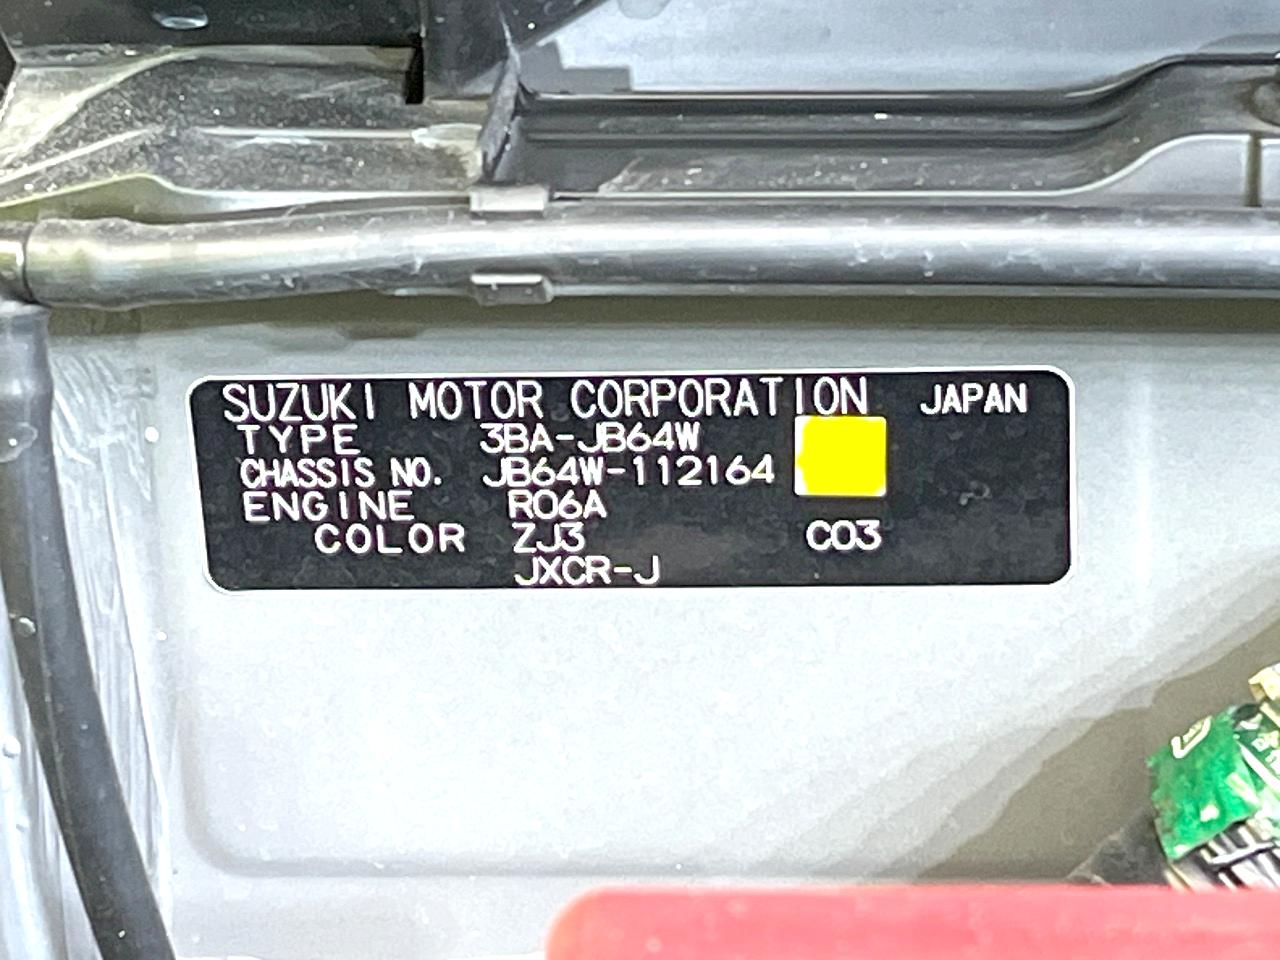 SUZUKI MOTOR CORPORATION JAPAN
TYPE 3BA-JB64W
CHASSIS NO. JB64W-112164
ENGINE R06A
COLOR ZJ3 C03
JXCR-J